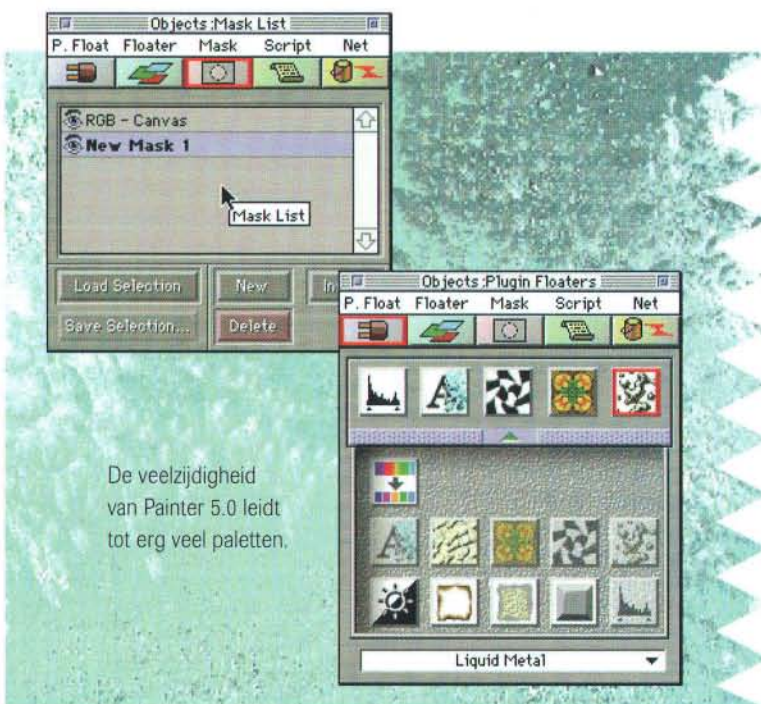 Objects :Mask List
P. Float Floater Mask Script Net
RGB - Canvas
New Mask 1
Mask List
Load Selection New In
Save Selection... Delete
Objects :Plugin Floaters
P. Float Floater Mask Script Net
Liquid Metal
De veelzijdigheid
van Painter 5.0 leidt
tot erg veel paletten.